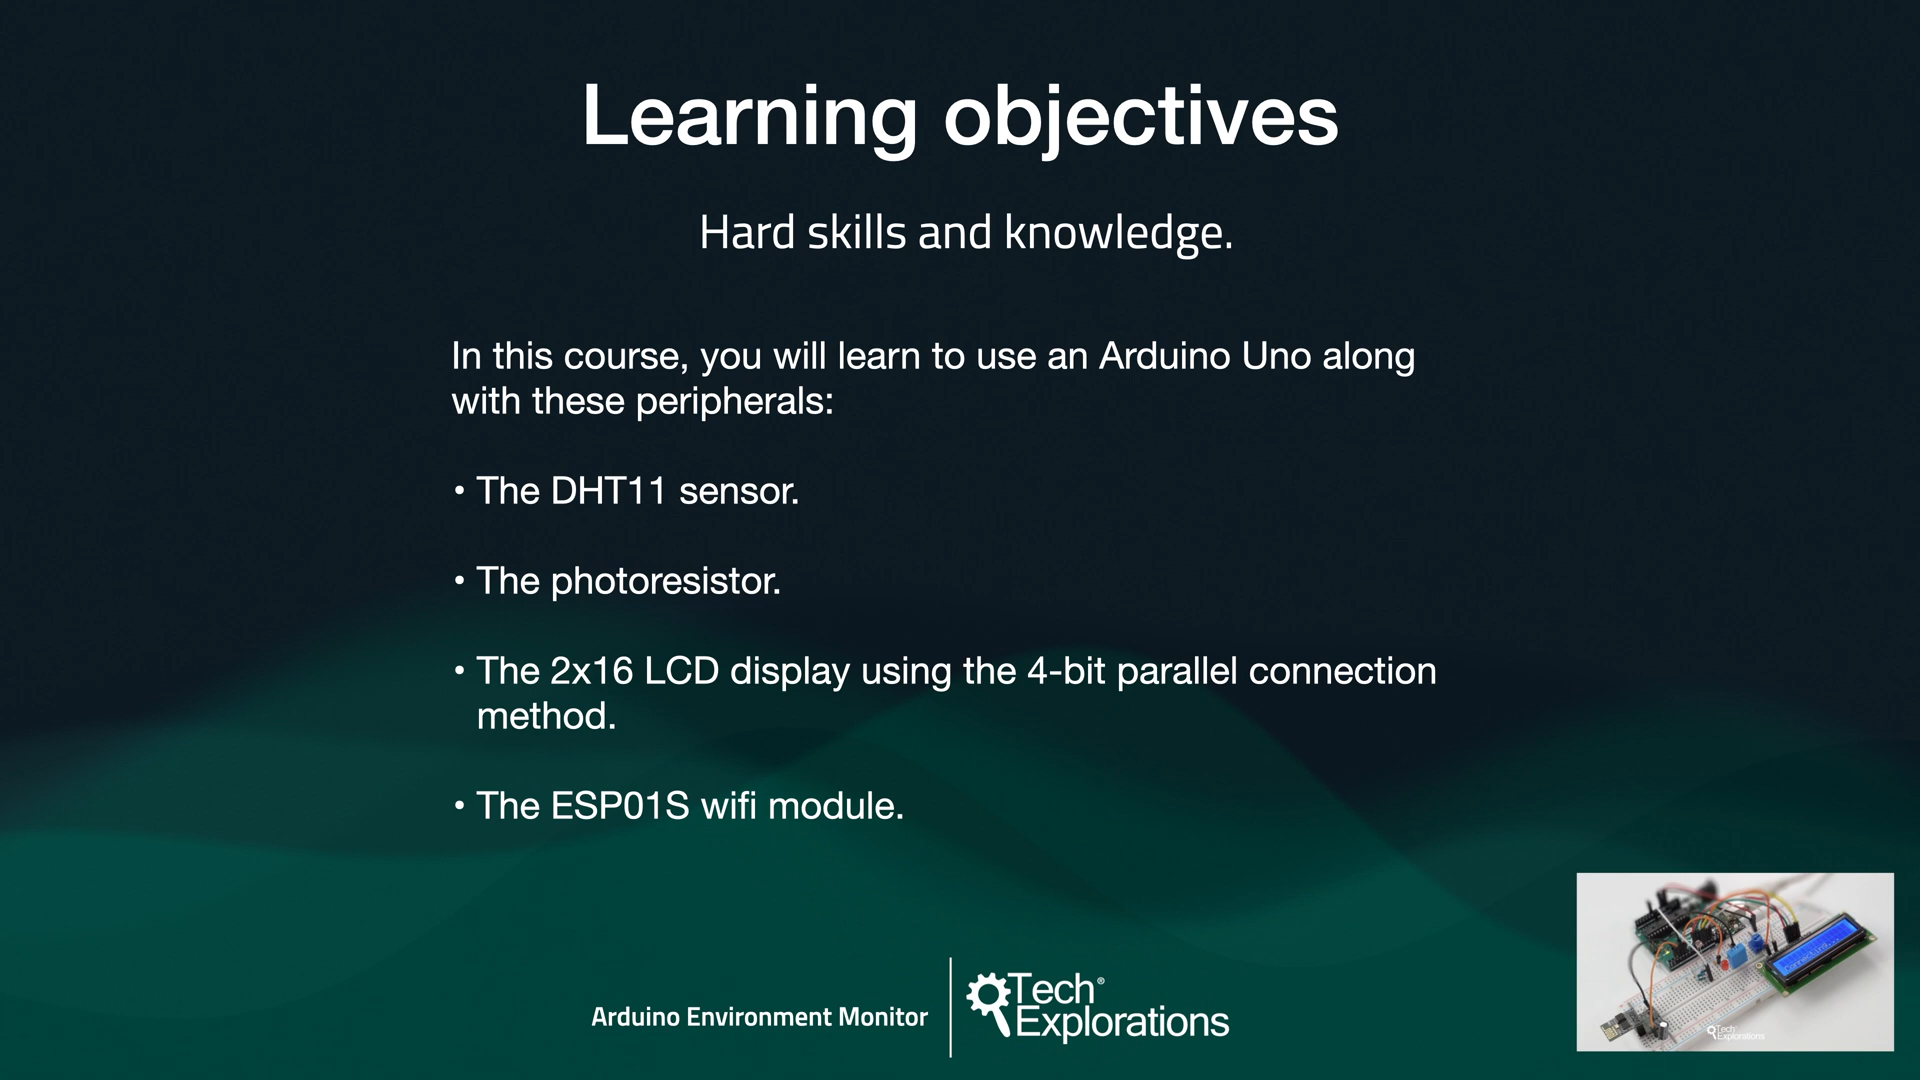 Learning objectives
Hard skills and knowledge.
In this course, you will learn to use an Arduino Uno along
with these peripherals:
• The DHT11 sensor.
• The photoresistor.
• The 2x16 LCD display using the 4-bit parallel connection
method.
• The ESP01S wifi module.
Arduino Environment Monitor
Tech®
Explorations
Tech
Explorations